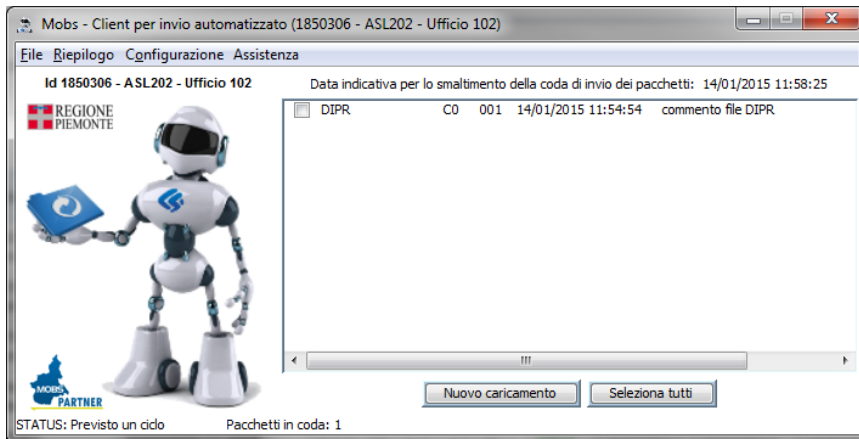 Mobs - Client per invio automatizzato (1850306 - ASL202 - Ufficio 102)
File Riepilogo Configurazione Assistenza
Id 1850306 - ASL202 - Ufficio 102
Data indicativa per lo smaltimento della coda di invio dei pacchetti: 14/01/2015 11:58:25
REGIONE
PIEMONTE
DIPR C0 001 14/01/2015 11:54:54 commento file DIPR
MOBS
PARTNER
Nuovo caricamento Seleziona tutti
STATUS: Previsto un ciclo Pacchetti in coda: 1